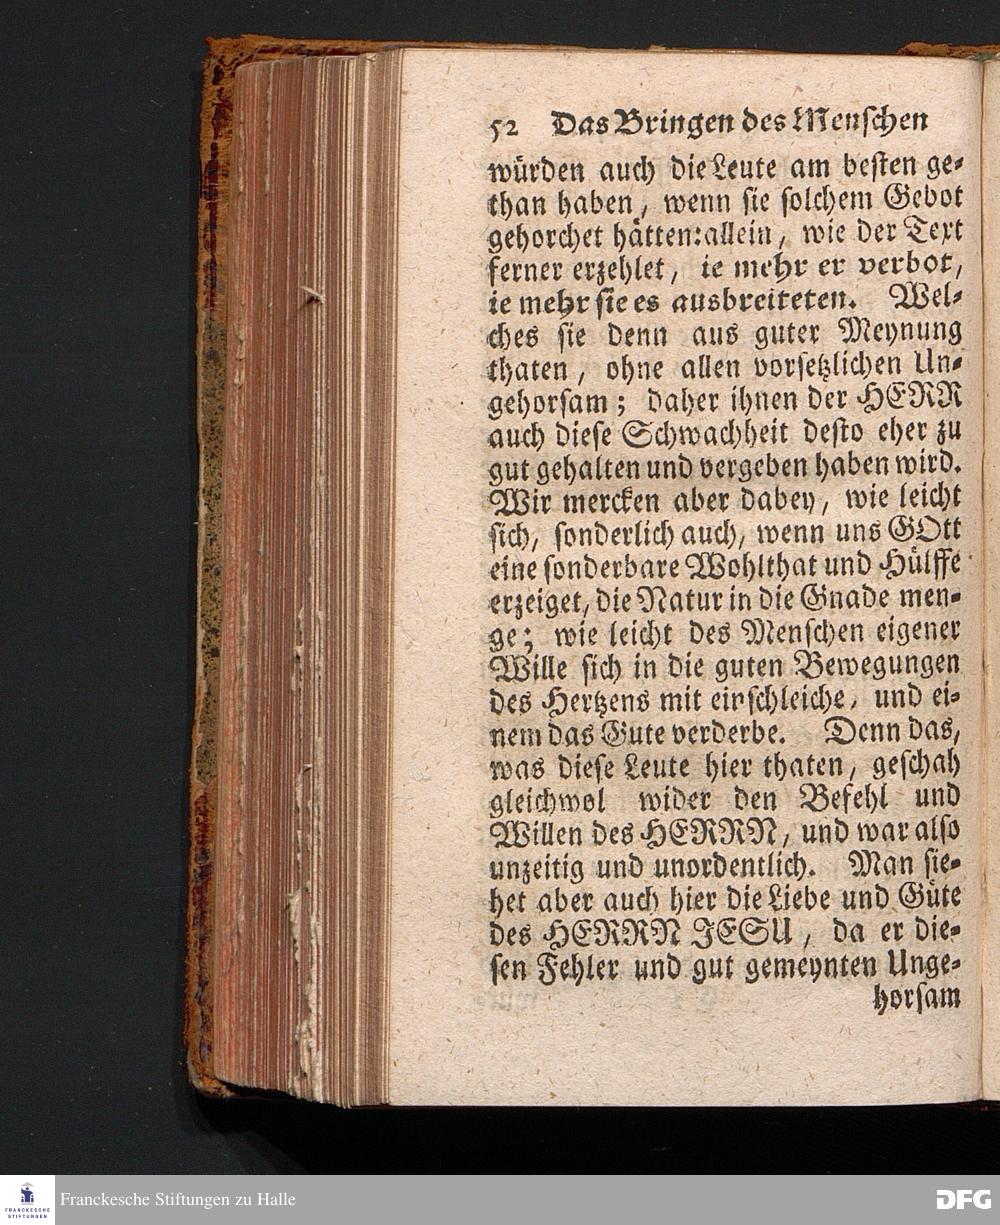 52 Das Bringen des Menschen
würden auch die Leute am besten ge-
than haben, wenn sie solchem Gebot
gehorchet hätten: allein, wie der Text
ferner erzehlet, ie mehr er verbot,
ie mehr sie es ausbreiteten. Wel-
ches sie denn aus guter Meynung
thaten, ohne allen vorsetzlichen Un-
gehorsam; daher ihnen der HERR
auch diese Schwachheit desto eher zu
gut gehalten und vergeben haben wird.
Wir mercken aber dabey, wie leicht
sich, sonderlich auch, wenn uns GOtt
eine sonderbare Wohlthat und Hülffe
erzeiget, die Natur in die Gnade men-
ge; wie leicht des Menschen eigener
Wille sich in die guten Bewegungen
des Hertzens mit einschleiche, und ei-
nem das Gute verderbe. Denn das,
was diese Leute hier thaten, geschah
gleichwol wider den Befehl und
Willen des HERRN, und war also
unzeitig und unordentlich. Man sie-
het aber auch hier die Liebe und Güte
des HERRN JESU, da er die-
sen Fehler und gut gemeynten Unge-
horsam
FRANCKESCHE
STIFTUNGEN
Franckesche Stiftungen zu Halle
DFG